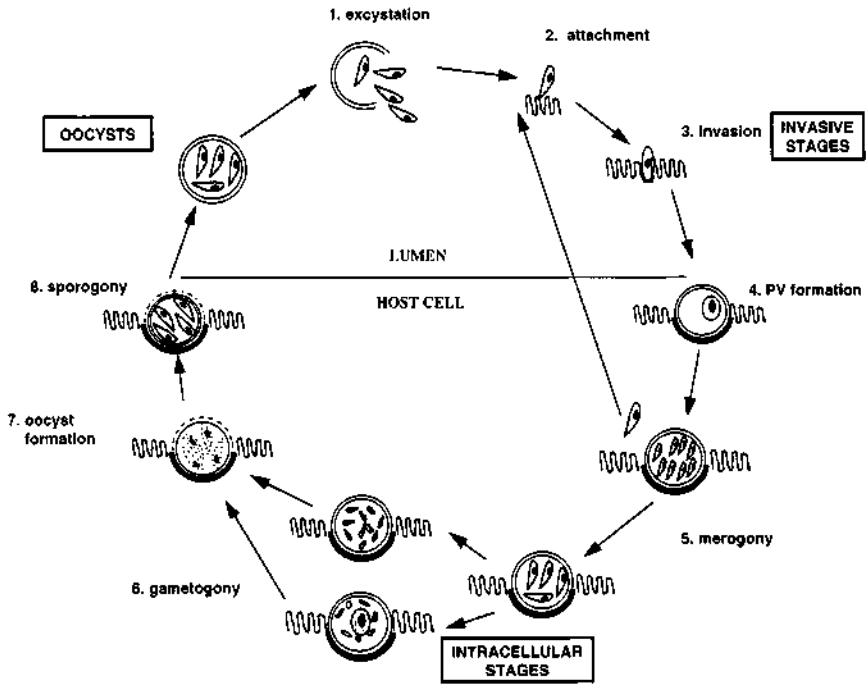 1. excystation
2. attachment
OOCYSTS
3. Invasion
INVASIVE
STAGES
LUMEN
HOST CELL
8. sporogony
4. PV formation
7. oocyst
formation
5. merogony
6. gametogony
INTRACELLULAR
STAGES